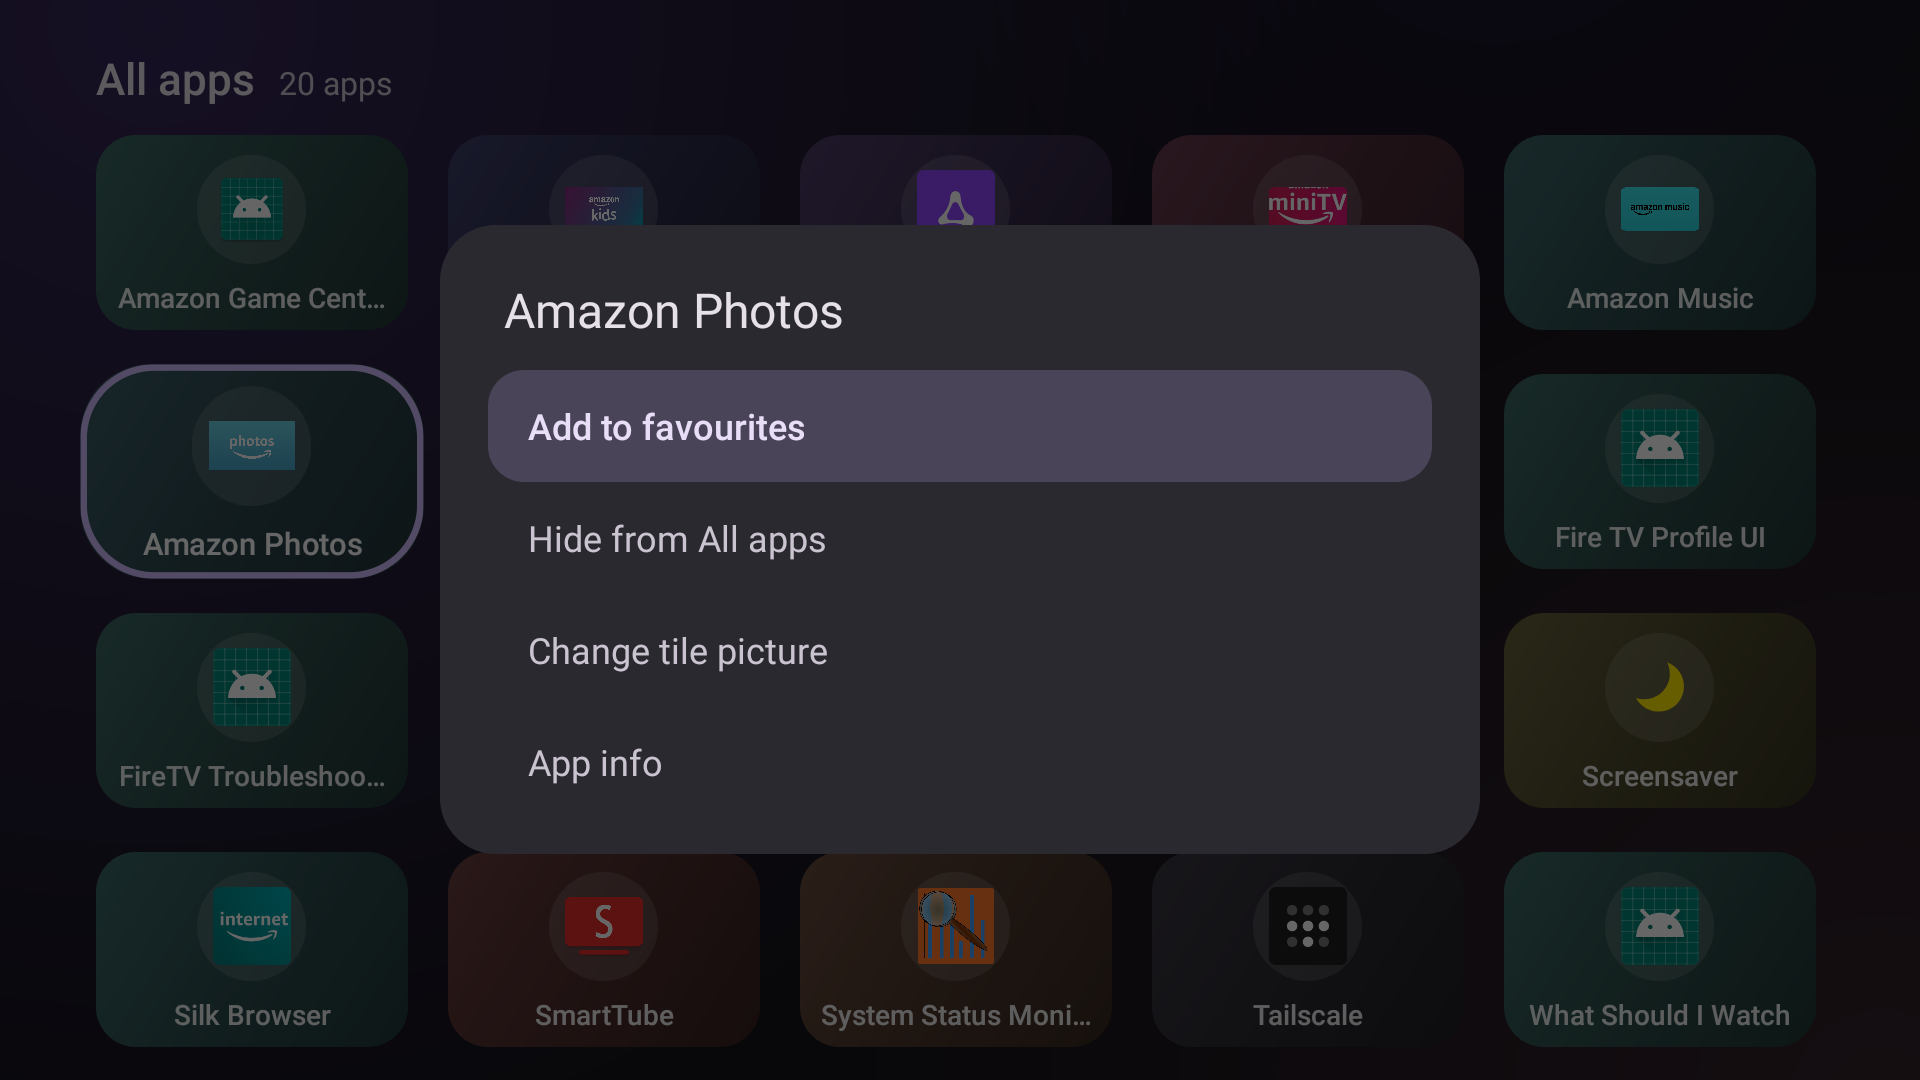 All apps 20 apps
amazon
kids
miniTV
amazon music
Amazon Game Cent...
Amazon Music
Amazon Photos
Add to favourites
Hide from All apps
Change tile picture
App info
photos
Amazon Photos
Fire TV Profile UI
FireTV Troubleshoo...
Screensaver
internet
S
Silk Browser
SmartTube
System Status Moni...
Tailscale
What Should I Watch